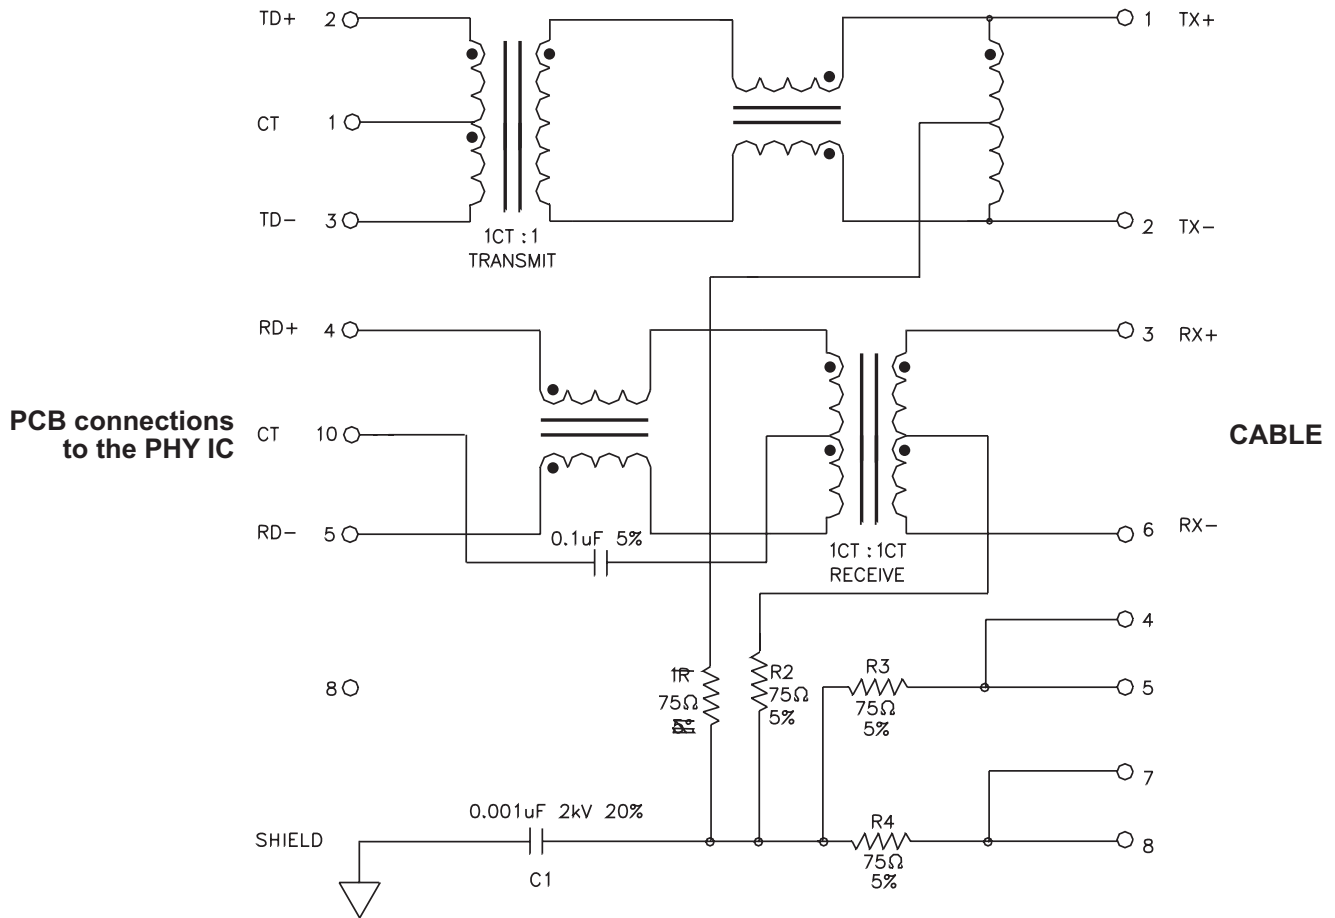 TD+ 2
1 TX+
CT 1
TD- 3
2 TX-
1CT : 1
TRANSMIT
RD+ 4
3 RX+
PCB connections
to the PHY IC
CT 10
CABLE
RD- 5
6 RX-
0.1uF 5%
1CT : 1CT
RECEIVE
4
8
1R
75Ω
R2
75Ω
5%
R3
75Ω
5%
5
7
0.001uF 2kV 20%
SHIELD
C1
R4
75Ω
5%
8